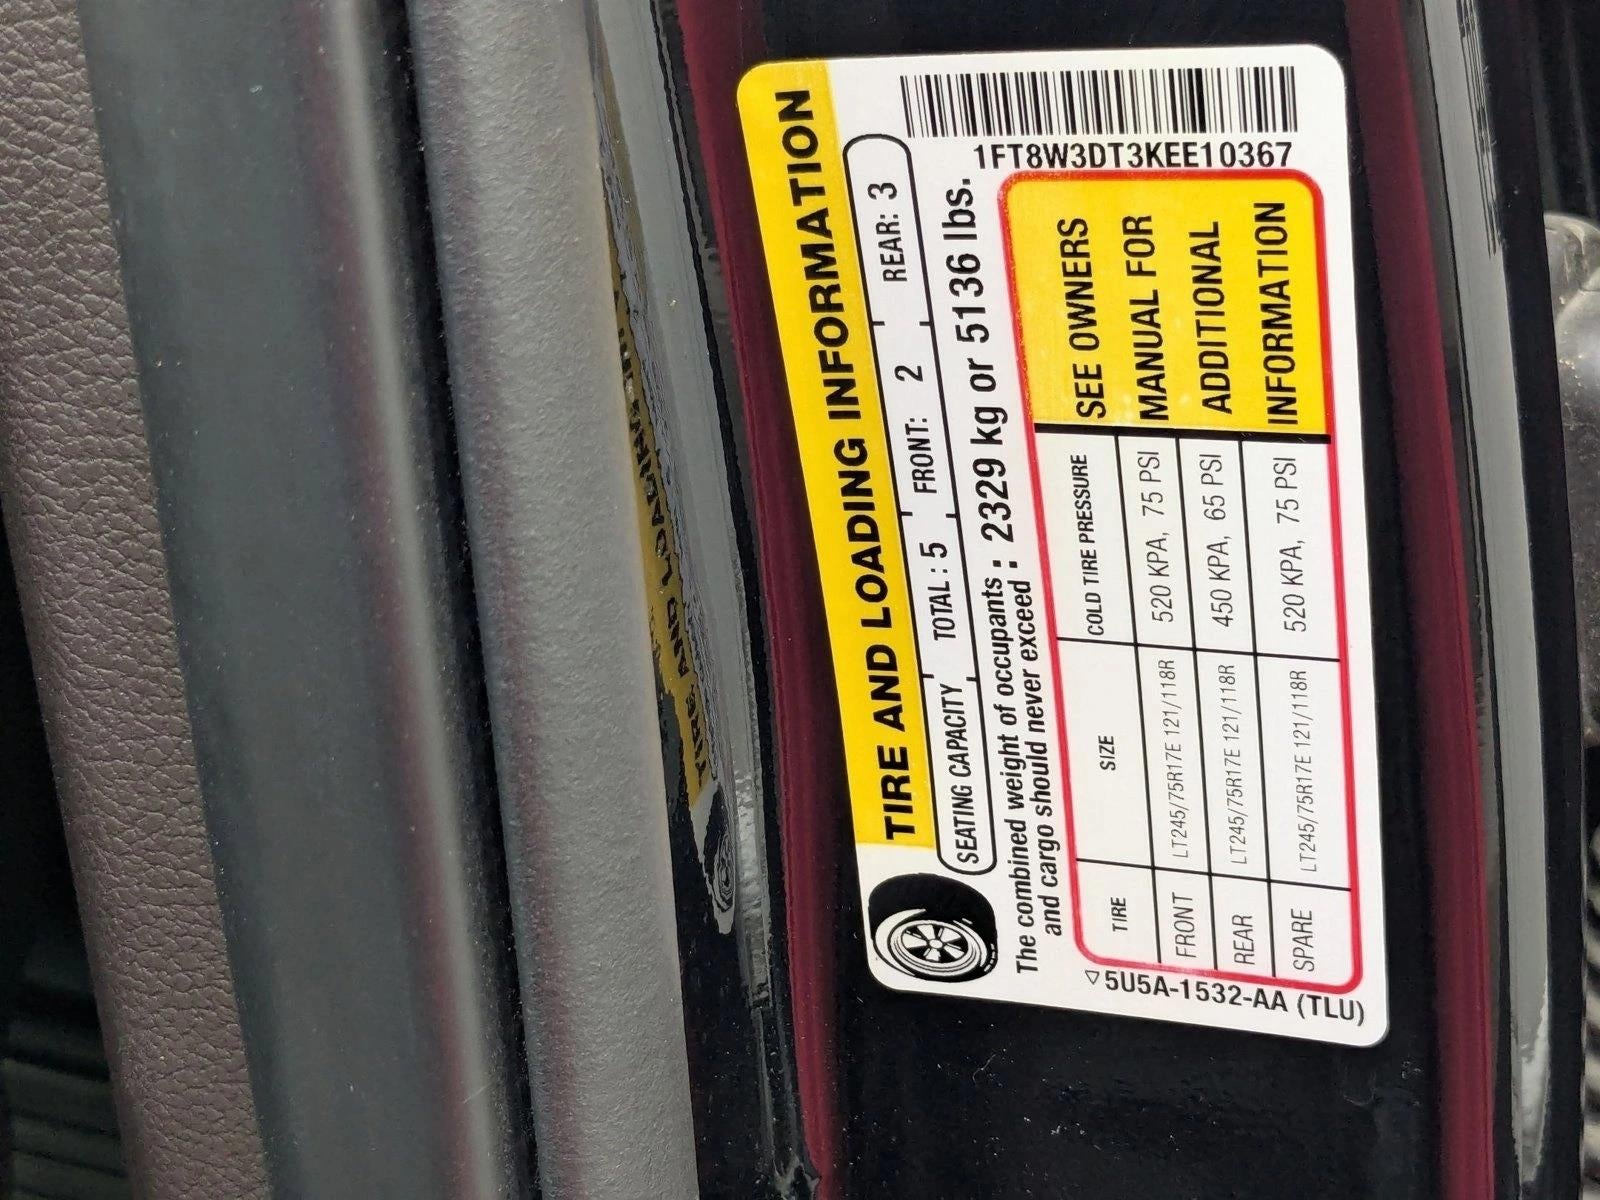 TIRE AND LOADING INFORMATION
SEATING CAPACITY TOTAL : 5 FRONT: 2 REAR: 3
The combined weight of occupants and cargo should never exceed : 2329 kg or 5136 lbs.
1FT8W3DT3KEE10367
TIRE SIZE COLD TIRE PRESSURE
FRONT LT245/75R17E 121/118R 520 KPA, 75 PSI
REAR LT245/75R17E 121/118R 450 KPA, 65 PSI
SPARE LT245/75R17E 121/118R 520 KPA, 75 PSI
SEE OWNERS
MANUAL FOR
ADDITIONAL
INFORMATION
5U5A-1532-AA (TLU)
TIRE AND